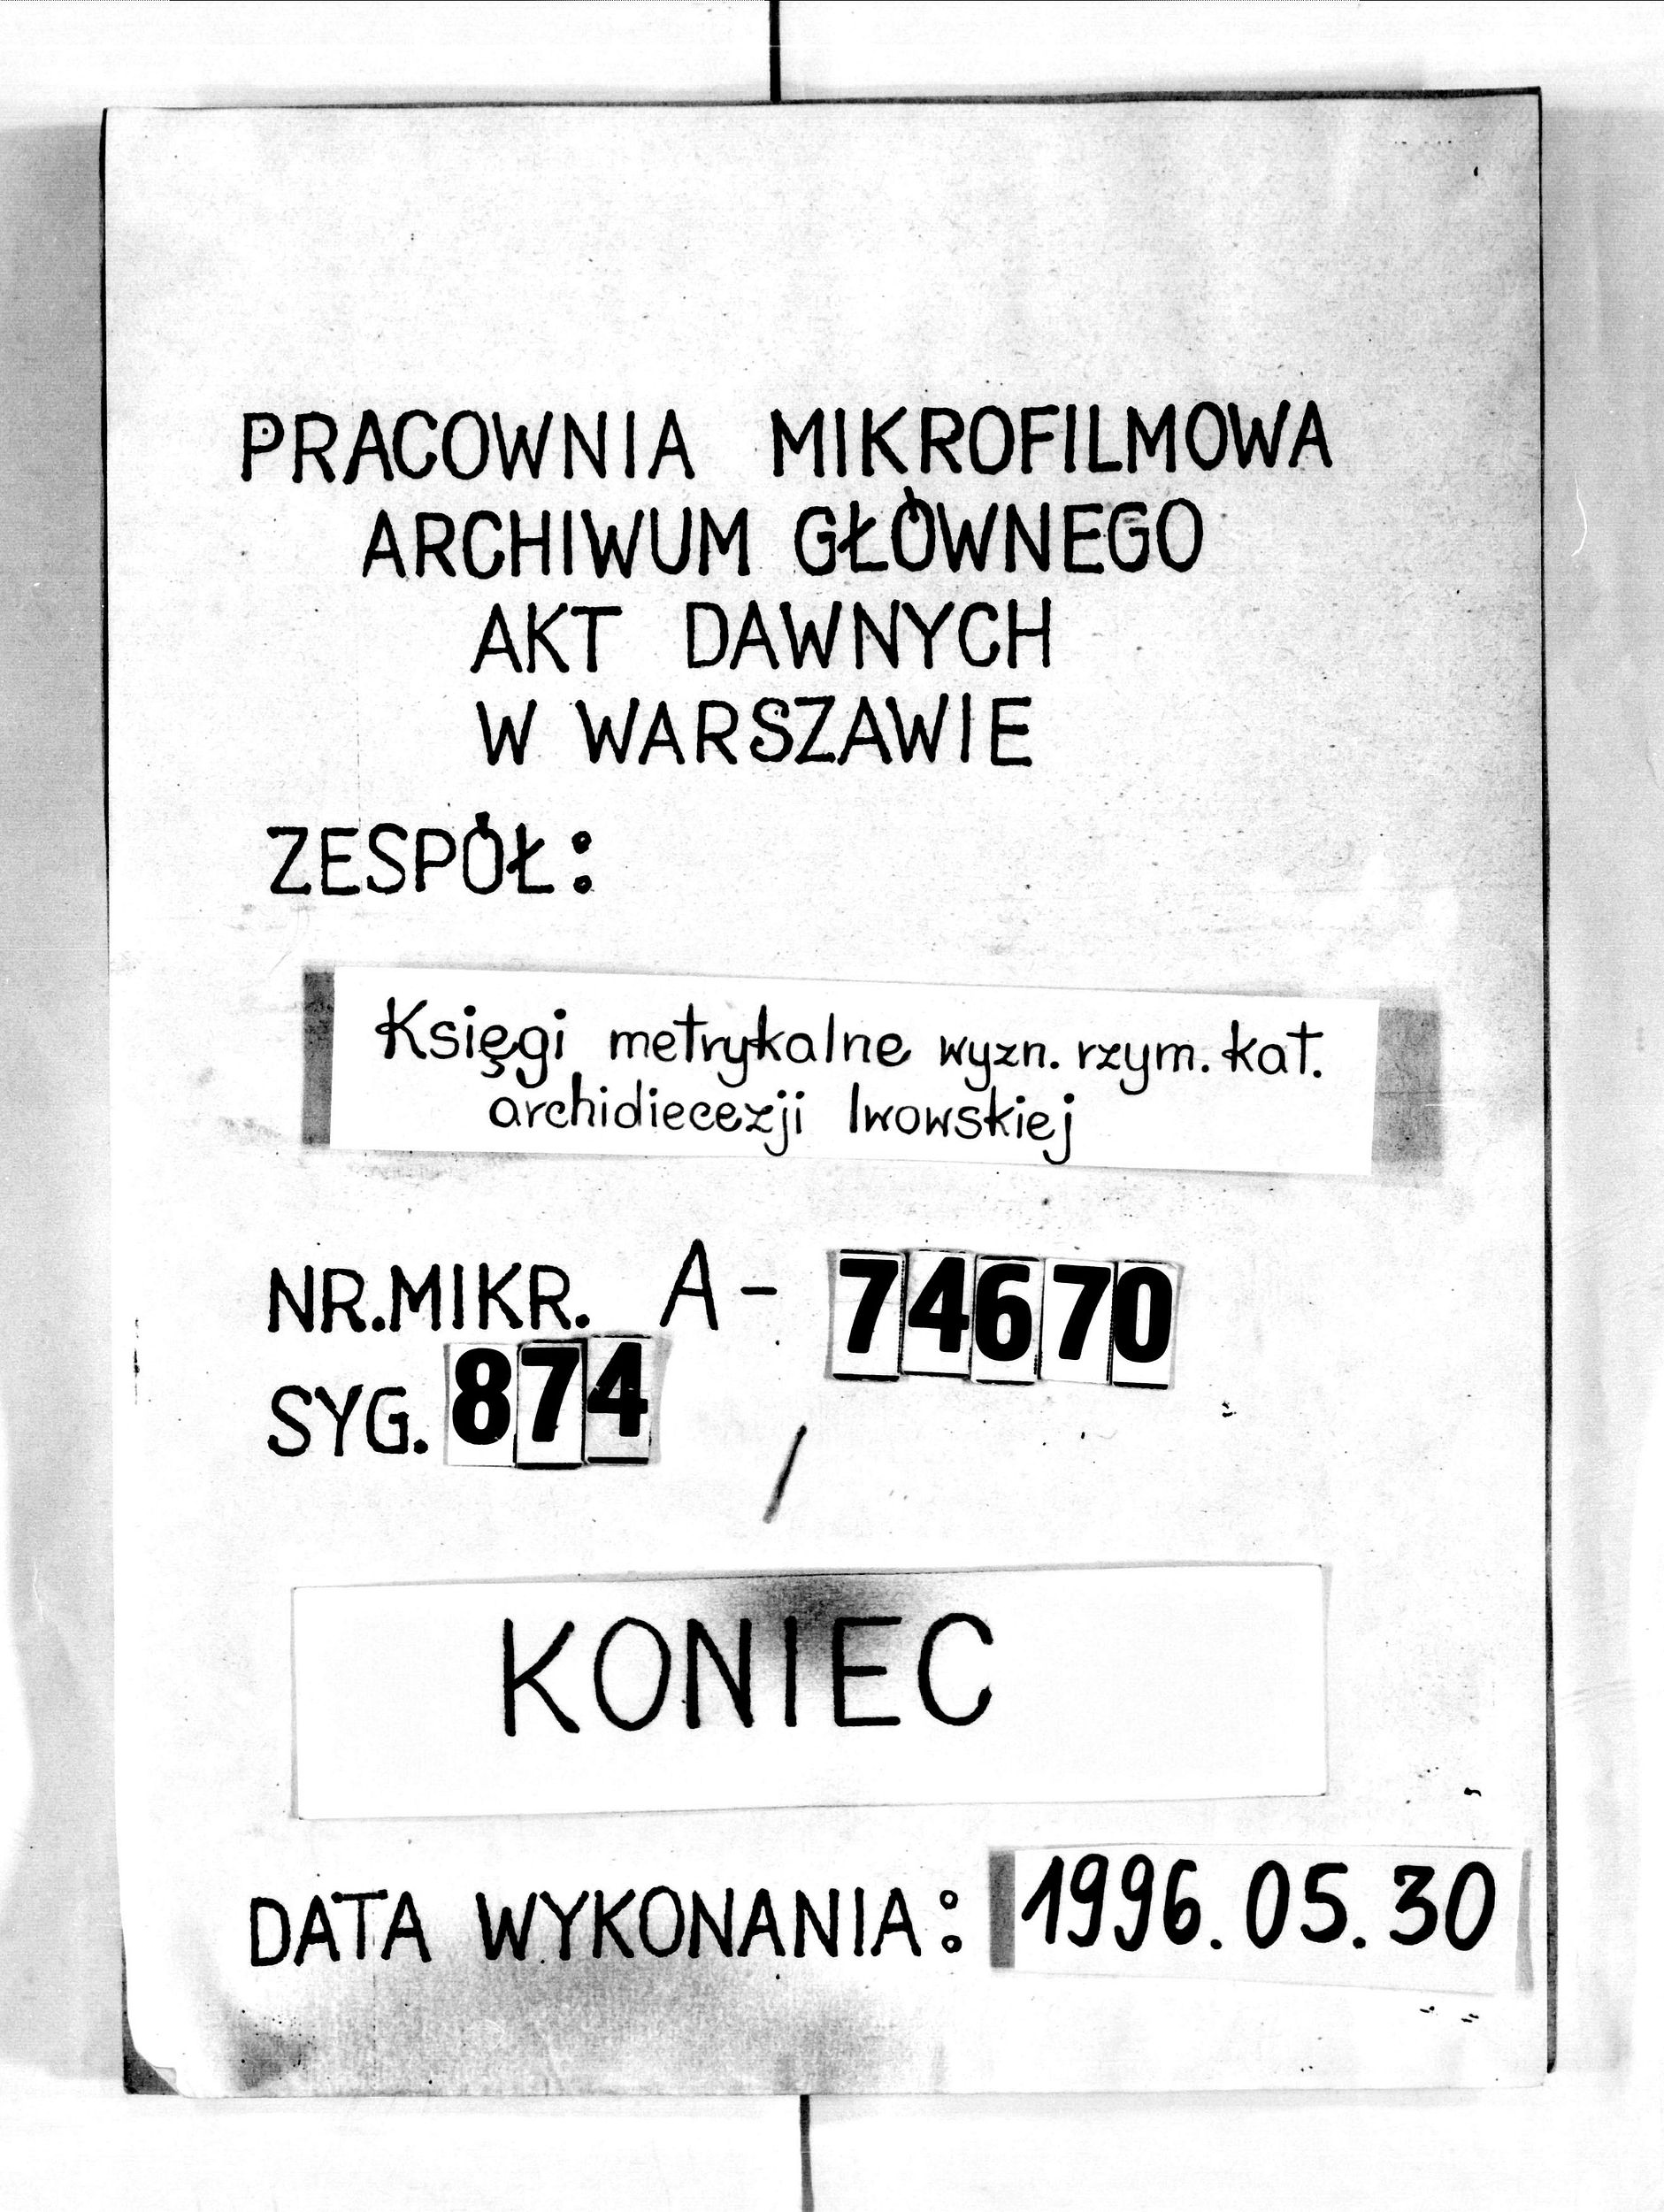 PRACOWNIA MIKROFILMOWA
ARCHIWUM GŁÓWNEGO
AKT DAWNYCH
W WARSZAWIE
ZESPÓŁ:
Księgi metrykalne wyzn. rzym. kat.
archidiecezji lwowskiej
NR.MIKR. A- 74670
SYG. 874
/
KONIEC
DATA WYKONANIA: 1996.05.30